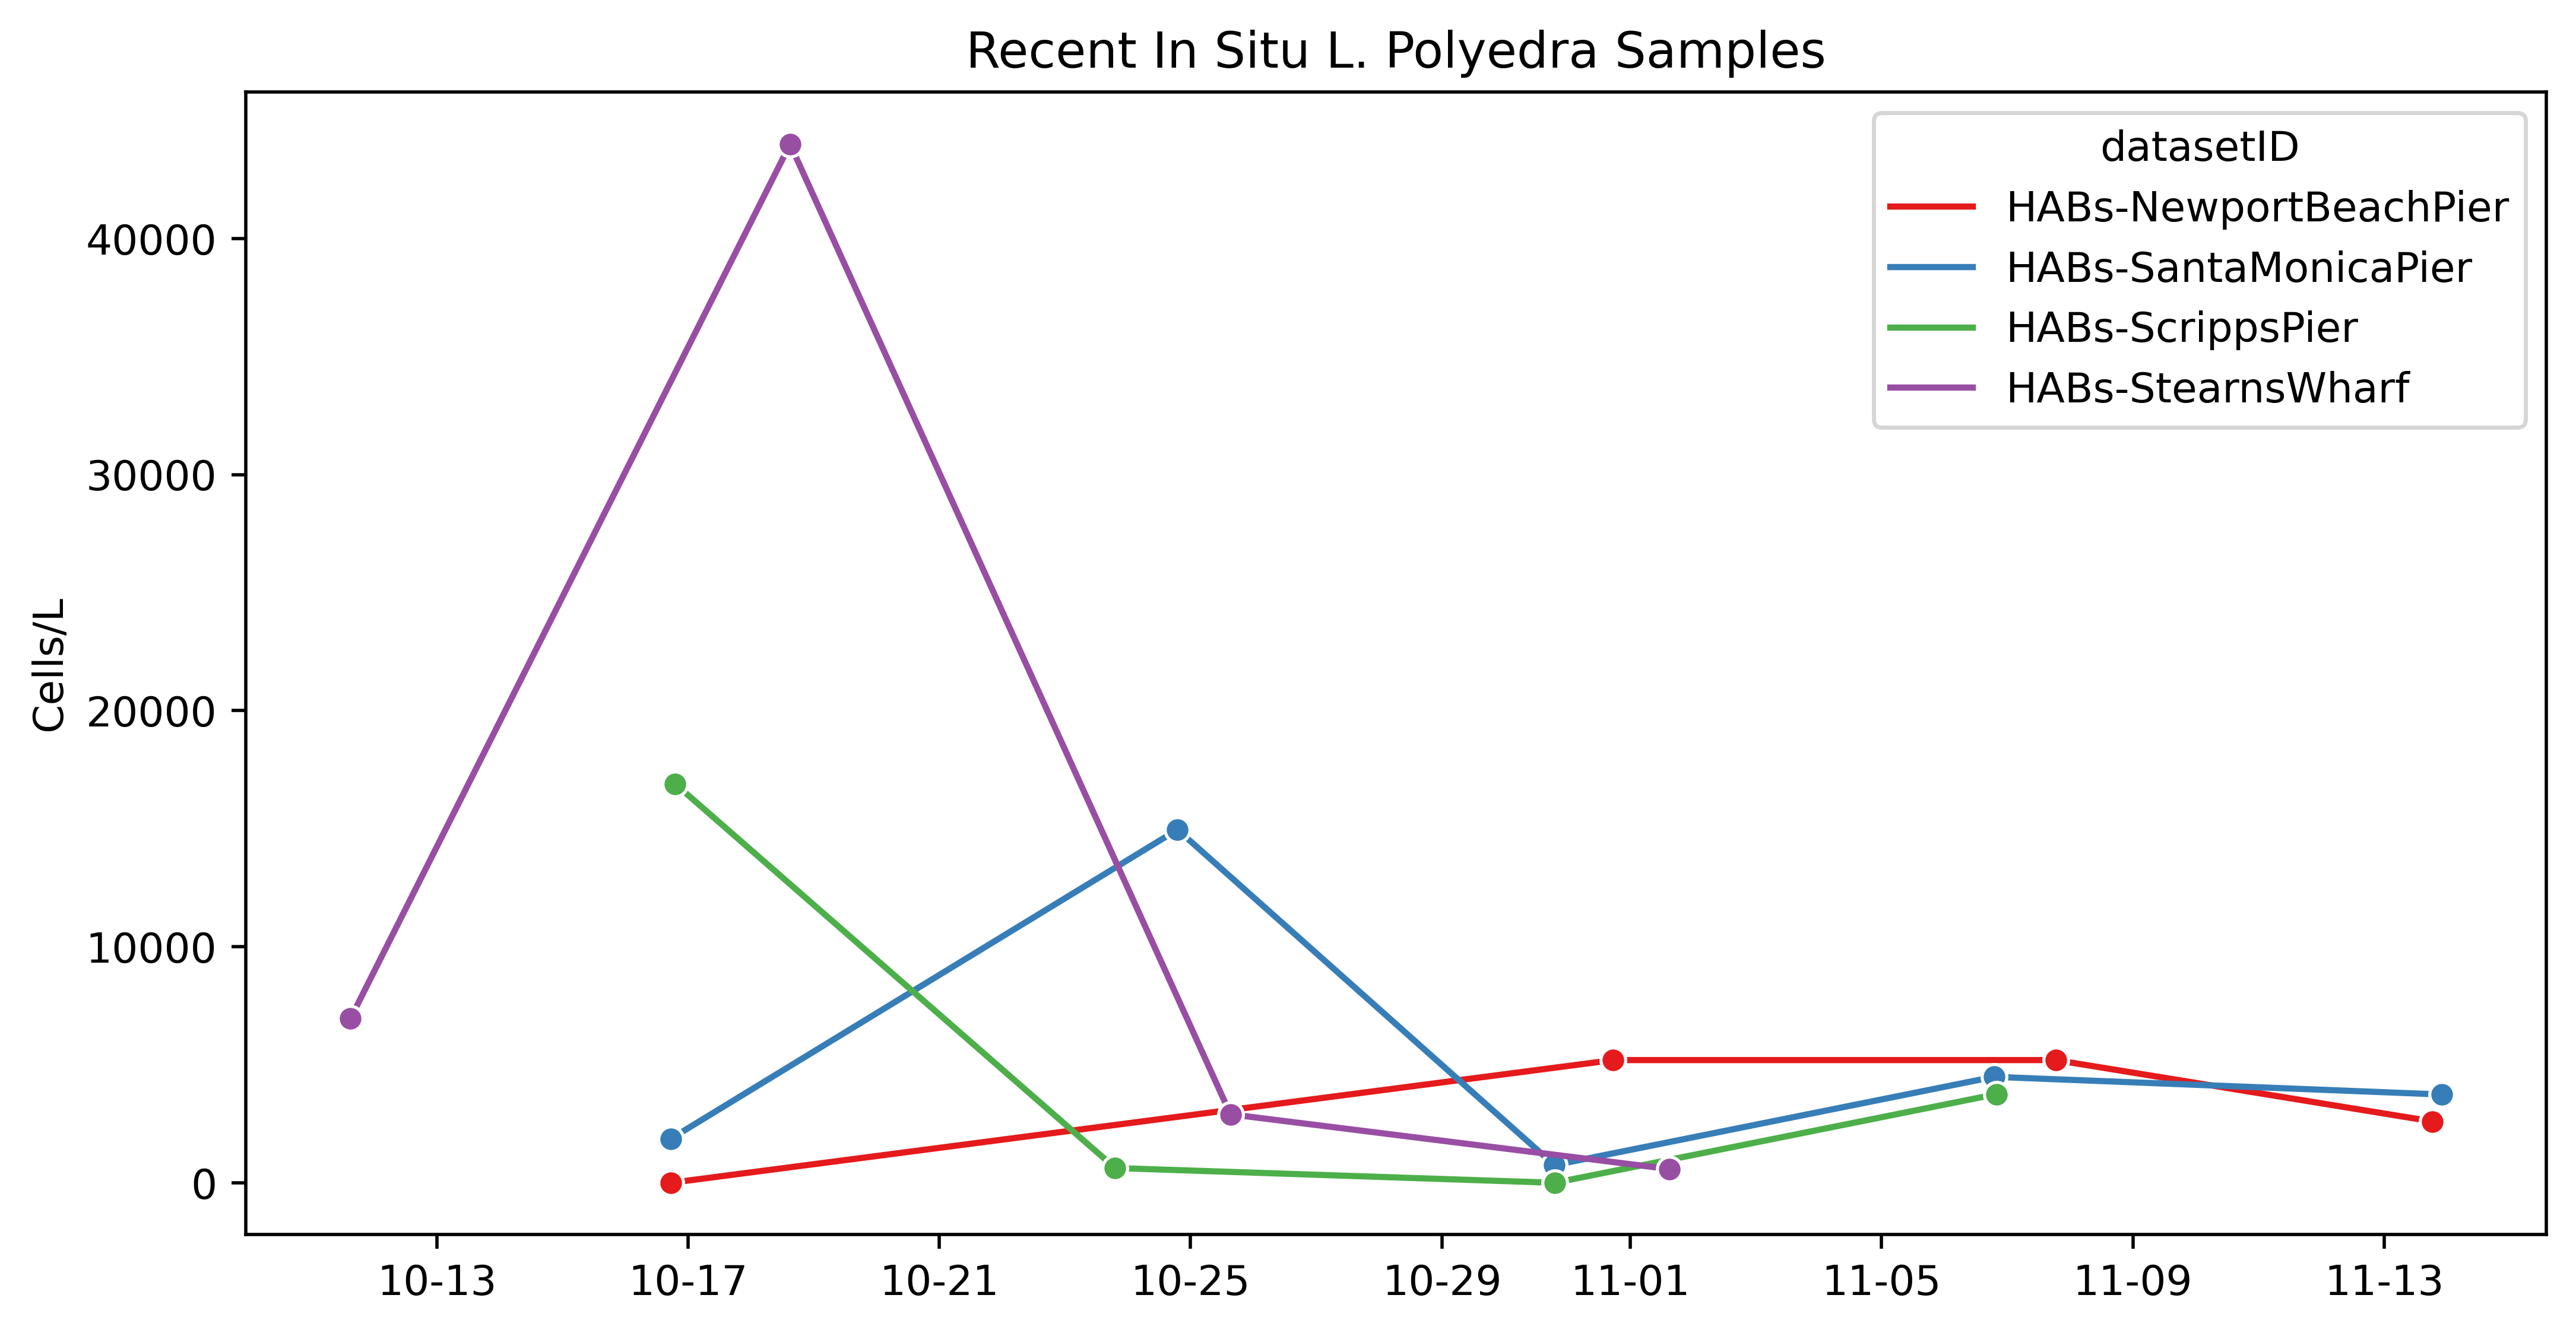 Recent In Situ L. Polyedra Samples
datasetID
HABs-NewportBeachPier
HABs-SantaMonicaPier
HABs-ScrippsPier
HABs-StearnsWharf
Cells/L
40000
30000
20000
10000
0
10-13 10-17 10-21 10-25 10-29 11-01 11-05 11-09 11-13